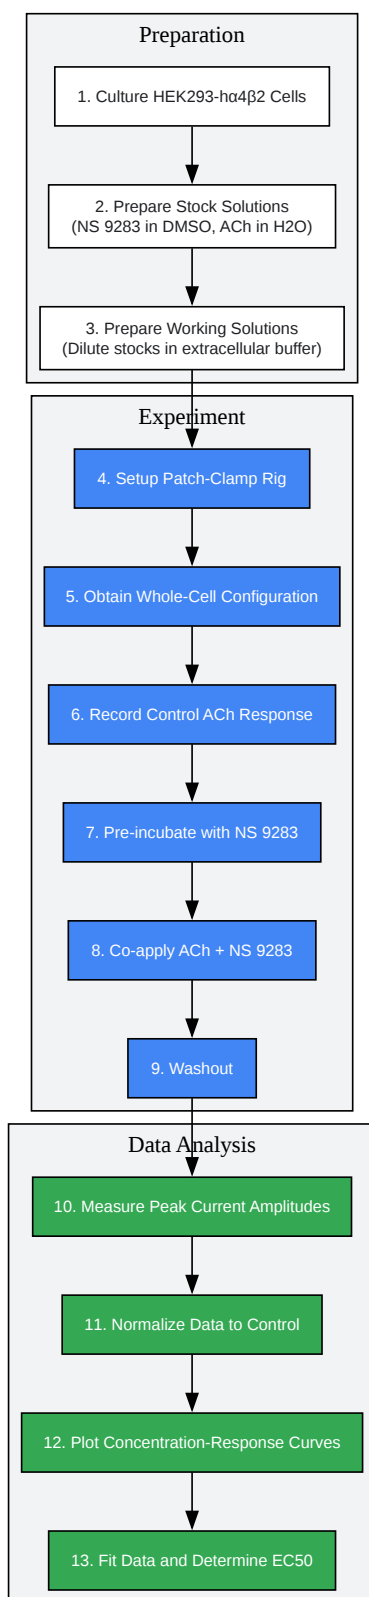 Preparation
1. Culture HEK293-hα4β2 Cells
2. Prepare Stock Solutions
(NS 9283 in DMSO, ACh in H2O)
3. Prepare Working Solutions
(Dilute stocks in extracellular buffer)
Experiment
4. Setup Patch-Clamp Rig
5. Obtain Whole-Cell Configuration
6. Record Control ACh Response
7. Pre-incubate with NS 9283
8. Co-apply ACh + NS 9283
9. Washout
Data Analysis
10. Measure Peak Current Amplitudes
11. Normalize Data to Control
12. Plot Concentration-Response Curves
13. Fit Data and Determine EC50